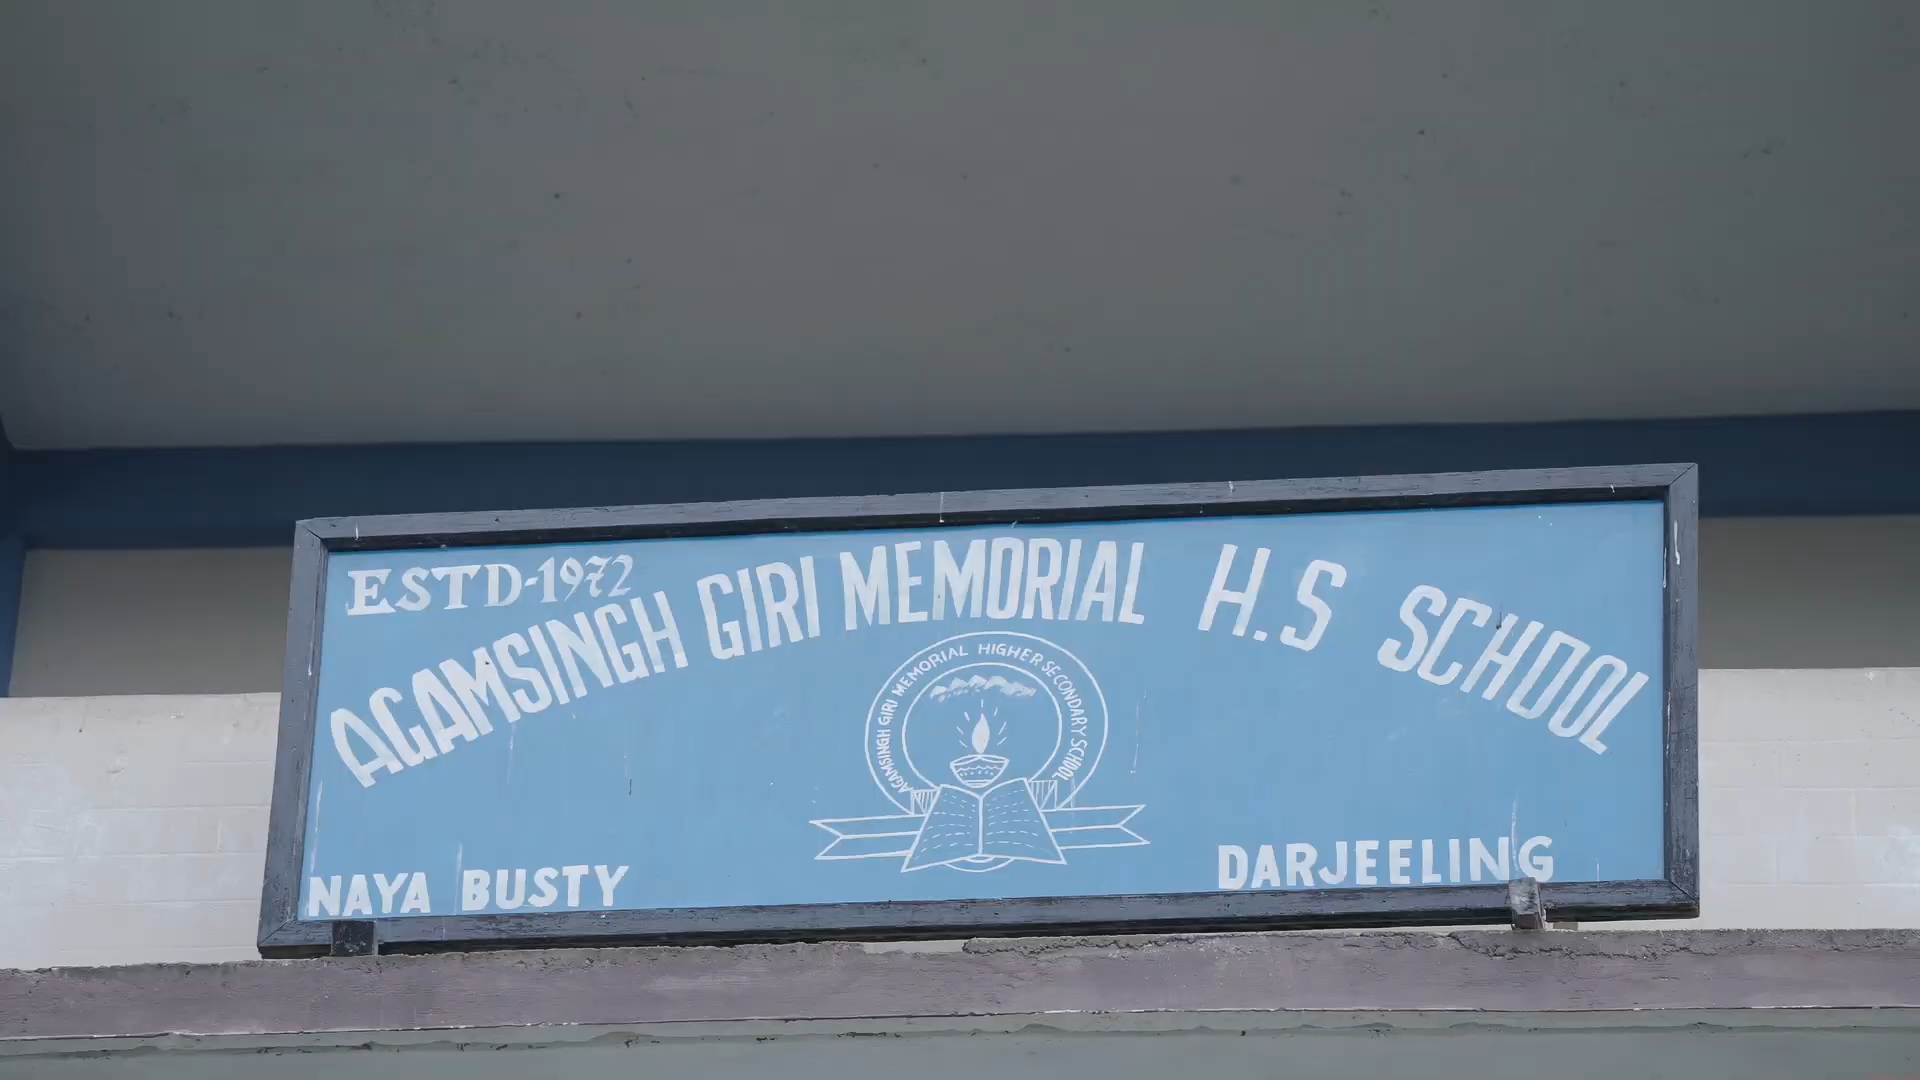 ESTD-1972
AGAMSINGH GIRI MEMORIAL H.S SCHOOL
AGAMSINGH GIRI MEMORIAL HIGHER SECONDARY SCHOOL
NAYA BUSTY
DARJEELING